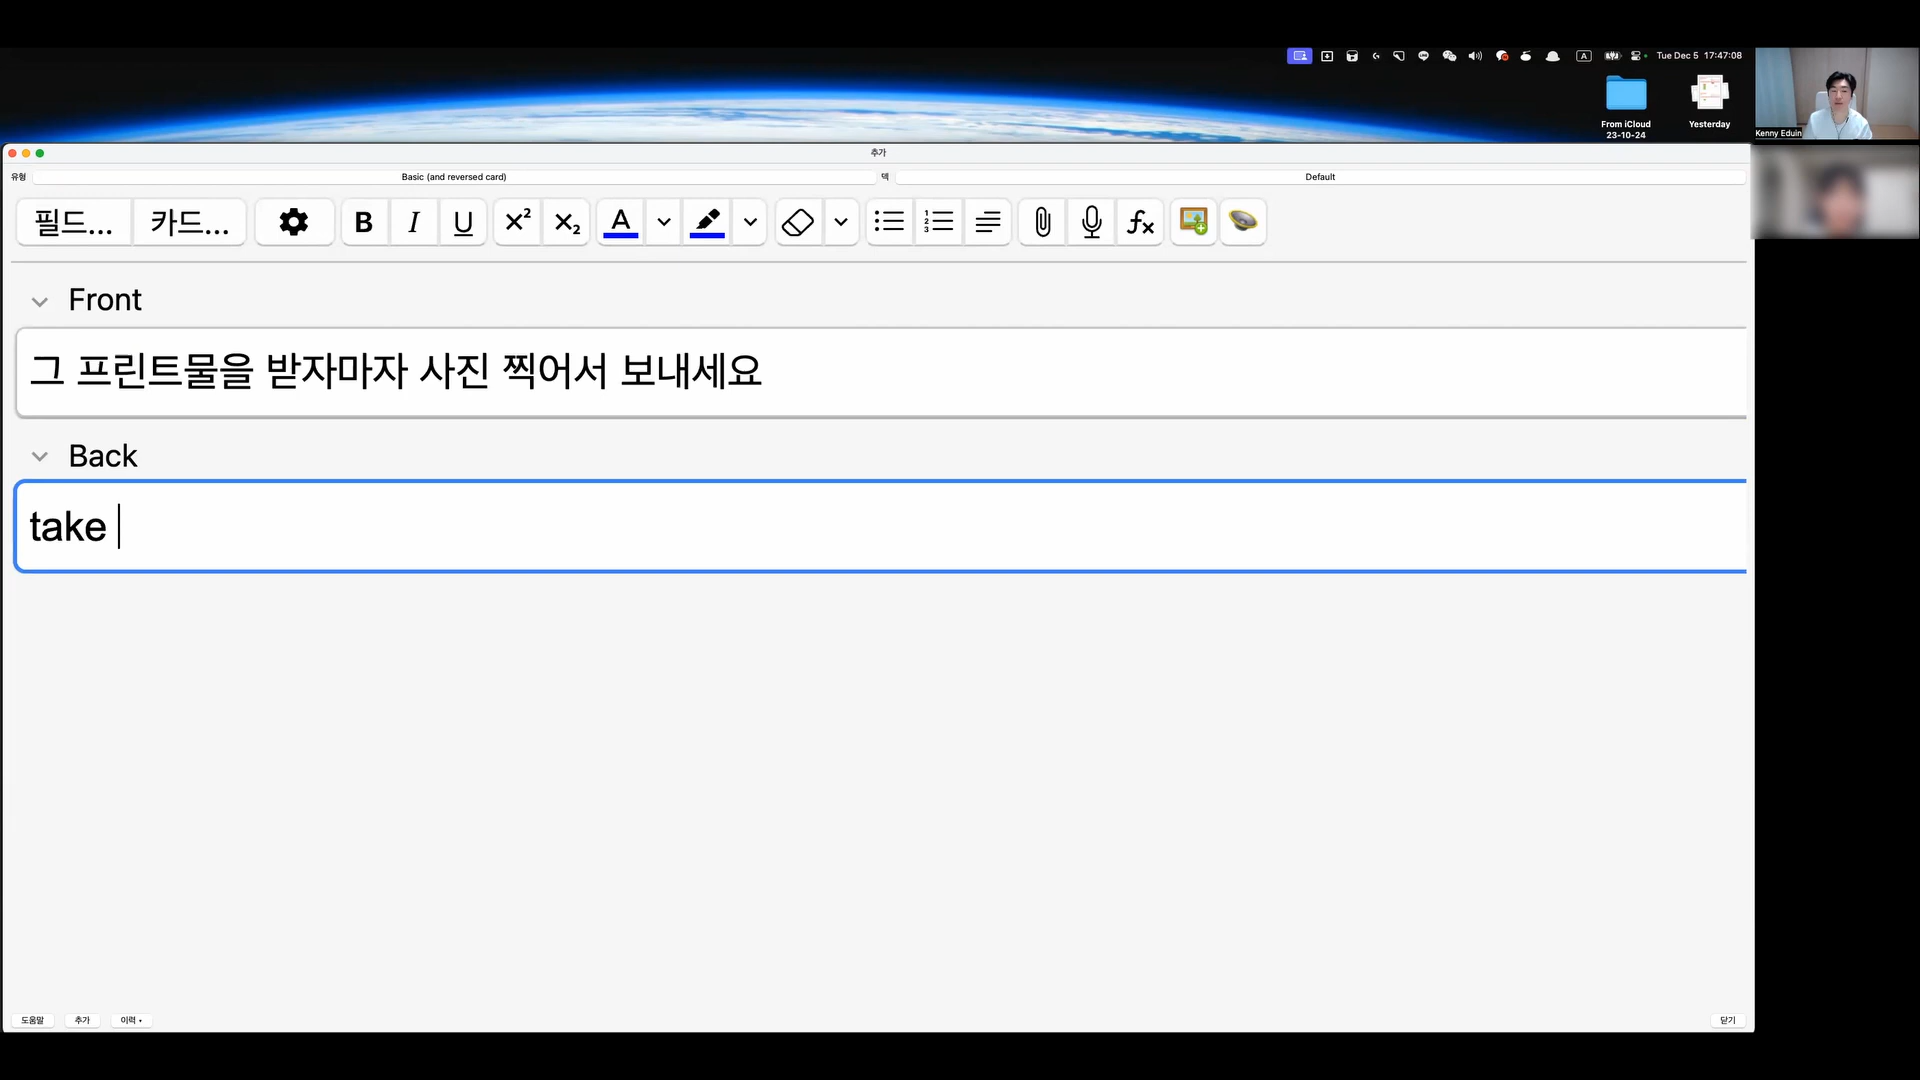 Tue Dec 5 17:47:08
From iCloud
23-10-24
Yesterday
Kenny Eduin
추가
유형 Basic (and reversed card) 덱 Default
필드... 카드... B I U X² X₂ A fx
Front
그 프린트물을 받자마자 사진 찍어서 보내세요
Back
take
도움말 추가 이력 닫기